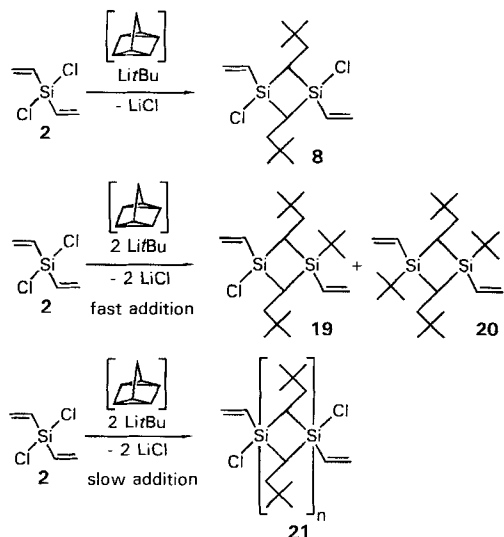 Cl
Si
Cl
2
LitBu
- LiCl
Cl
Si
Si
Cl
8
Cl
Si
Cl
2
2 LitBu
- 2 LiCl
fast addition
Si
Si
Cl
19
+
Si
Si
20
Cl
Si
Cl
2
2 LitBu
- 2 LiCl
slow addition
Cl
Si
Si
Cl
n
21